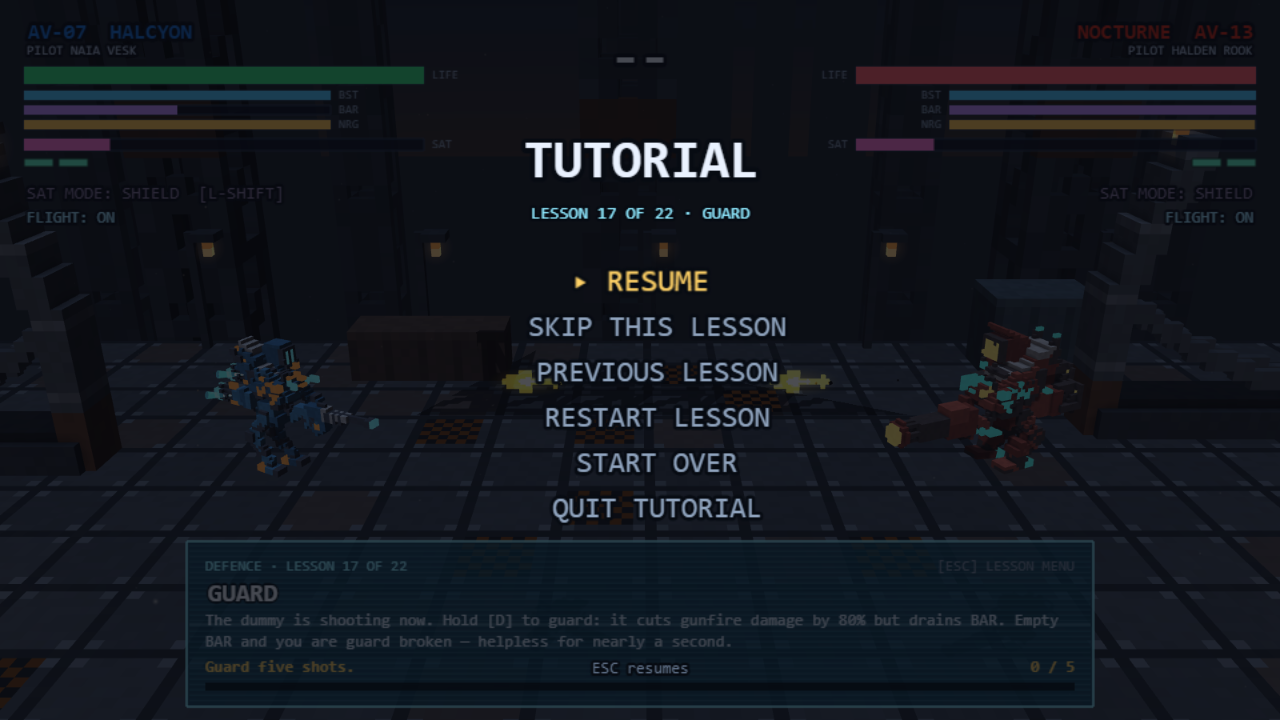 AV-07 HALCYON
PILOT NAIA VESK
LIFE
BST
BAR
NRG
SAT
SAT MODE: SHIELD [L-SHIFT]
FLIGHT: ON
NOCTURNE AV-13
PILOT HALDEN ROOK
LIFE
BST
BAR
NRG
SAT
SAT MODE: SHIELD
FLIGHT: ON
TUTORIAL
LESSON 17 OF 22 · GUARD
▸ RESUME
SKIP THIS LESSON
PREVIOUS LESSON
RESTART LESSON
START OVER
QUIT TUTORIAL
DEFENCE · LESSON 17 OF 22
[ESC] LESSON MENU
GUARD
The dummy is shooting now. Hold [D] to guard: it cuts gunfire damage by 80% but drains BAR. Empty
BAR and you are guard broken — helpless for nearly a second.
Guard five shots.
ESC resumes
0 / 5